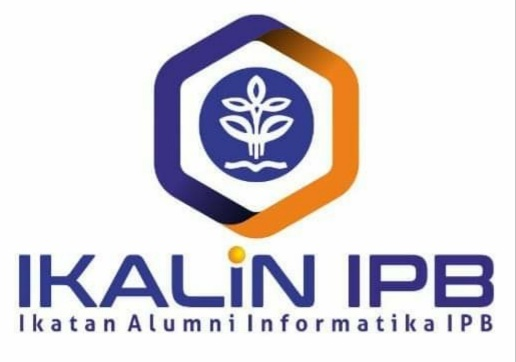 IKALiN IPB
Ikatan Alumni Informatika IPB